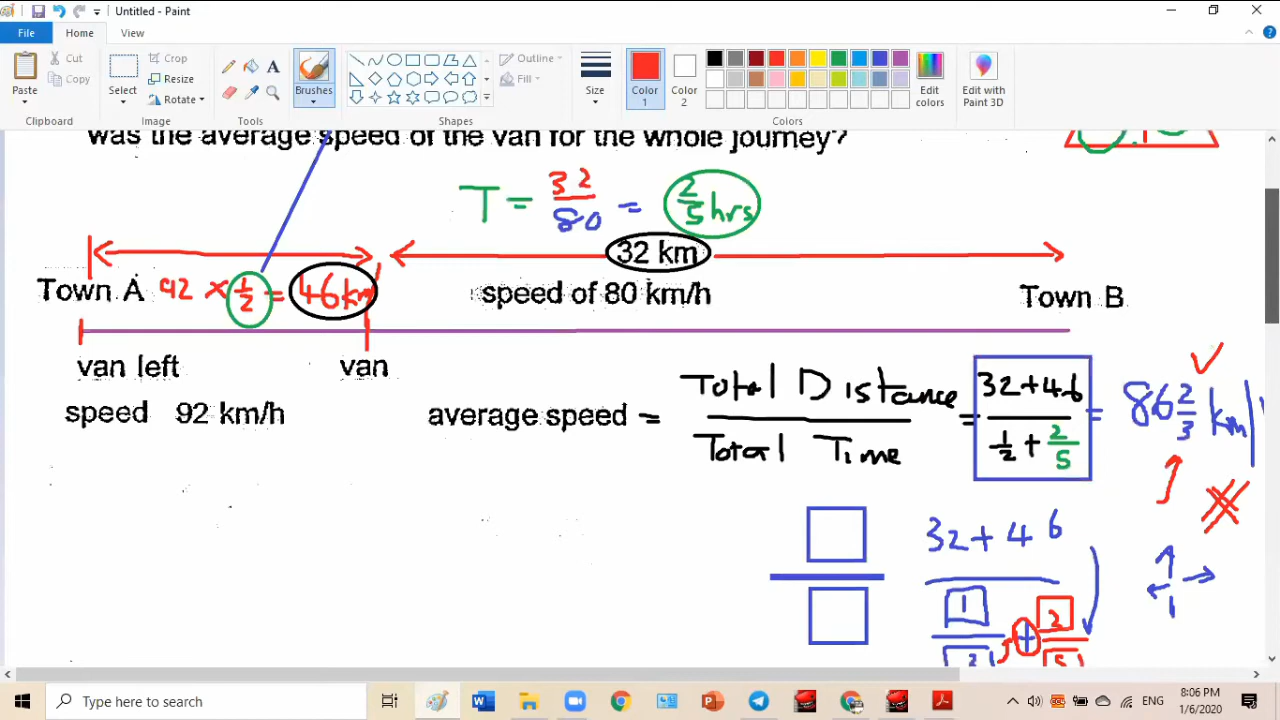 Untitled - Paint
File Home View
Paste
Cut
Copy
Clipboard
Select
Crop
Resize
Rotate
Image
A
Tools
Brushes
Outline
Fill
Shapes
Size
Color 1
Color 2
Edit colors
Edit with Paint 3D
Colors
was the average speed of the van for the whole journey?
T = 32/80 = 2/5 hrs
32 km
Town A 92 × 1/2 = 46 km
speed of 80 km/h
Town B
van left
van
speed 92 km/h
average speed = Total Distance / Total Time = 32+46 / 1/2 + 2/5 = 86 2/3 km/
32+46
1 + 2
2 5
Type here to search
ENG
8:06 PM
1/6/2020